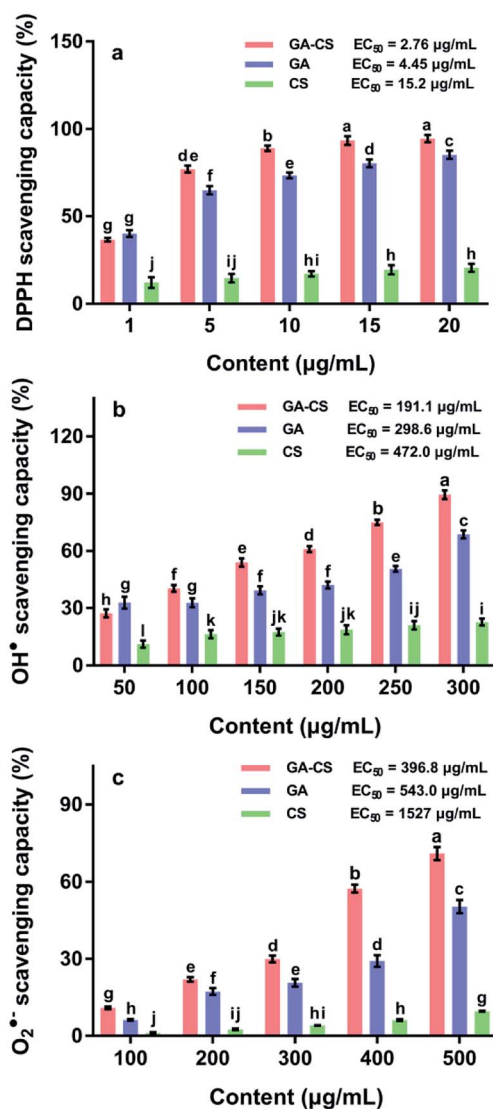 a
GA-CS EC50 = 2.76 µg/mL
GA EC50 = 4.45 µg/mL
CS EC50 = 15.2 µg/mL
DPPH scavenging capacity (%)
150
100
50
0
g g j
de f ij
b e hi
a d h
a c h
1 5 10 15 20
Content (µg/mL)
b
GA-CS EC50 = 191.1 µg/mL
GA EC50 = 298.6 µg/mL
CS EC50 = 472.0 µg/mL
OH• scavenging capacity (%)
120
90
60
30
0
h g l
f g k
e f jk
d f jk
b e ij
a c i
50 100 150 200 250 300
Content (µg/mL)
c
GA-CS EC50 = 396.8 µg/mL
GA EC50 = 543.0 µg/mL
CS EC50 = 1527 µg/mL
O2•- scavenging capacity (%)
90
60
30
0
g h j
e f ij
d e hi
b d h
a c g
100 200 300 400 500
Content (µg/mL)